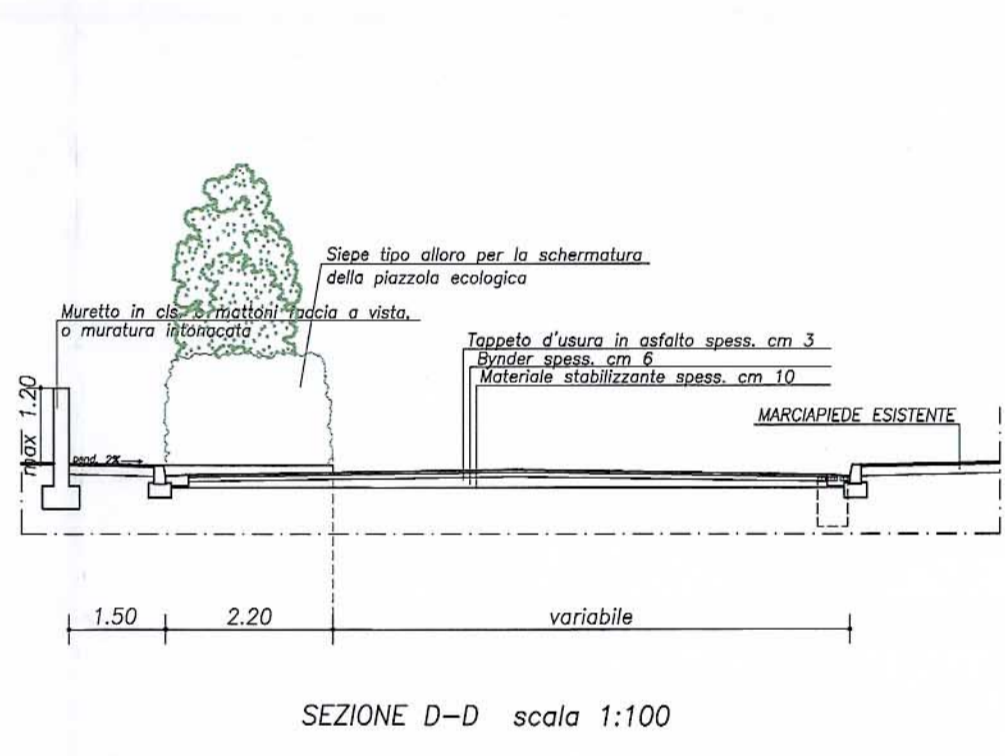 Siepe tipo alloro per la schermatura
della piazzola ecologica
Muretto in cls. o mattoni faccia a vista,
o muratura intonacata
Tappeto d'usura in asfalto spess. cm 3
Bynder spess. cm 6
Materiale stabilizzante spess. cm 10
MARCIAPIEDE ESISTENTE
max 1.20
pend. 2%
1.50
2.20
variabile
SEZIONE D-D scala 1:100